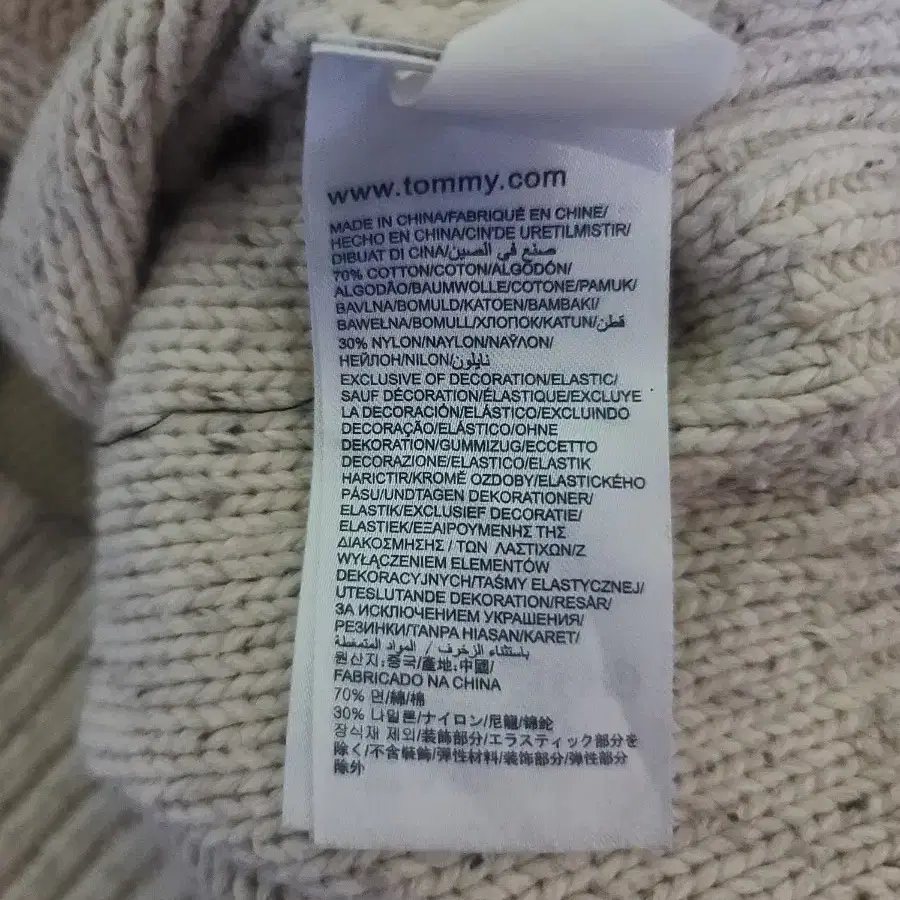 www.tommy.com
MADE IN CHINA/FABRIQUÉ EN CHINE/
HECHO EN CHINA/CIN'DE URETILMISTIR/
DIBUAT DI CINA/صنع في الصين
70% COTTON/COTON/ALGODÓN/
ALGODÃO/BAUMWOLLE/COTONE/PAMUK/
BAVLNA/BOMULD/KATOEN/BAMBAKI/
BAWEŁNA/BOMULL/ХЛОПОК/KATUN/قطن
30% NYLON/NAYLON/NAŸΛON/
НЕЙЛОН/NILON/نايلون
EXCLUSIVE OF DECORATION/ELASTIC/
SAUF DÉCORATION/ÉLASTIQUE/EXCLUYE
LA DECORACIÓN/ELÁSTICO/EXCLUINDO
DECORAÇÃO/ELÁSTICO/OHNE
DEKORATION/GUMMIZUG/ECCETTO
DECORAZIONE/ELASTICO/ELASTIK
HARICTIR/KROMĚ OZDOBY/ELASTICKÉHO
PÁSU/UNDTAGEN DEKORATIONER/
ELASTIK/EXCLUSIEF DECORATIE/
ELASTIEK/ΕΞΑΙΡΟΥΜΕΝΗΣ ΤΗΣ
ΔΙΑΚΟΣΜΗΣΗΣ / ΤΩΝ ΛΑΣΤΙΧΩΝ/Z
WYŁĄCZENIEM ELEMENTÓW
DEKORACYJNYCH/TAŚMY ELASTYCZNEJ/
UTESLUTANDE DEKORATION/RESÅR/
ЗА ИСКЛЮЧЕНИЕМ УКРАШЕНИЯ/
РЕЗИНКИ/TANPA HIASAN/KARET/
باستثناء الزخرف / المواد المتمغطة
원산지:중국/產地:中國/
FABRICADO NA CHINA
70% 면/綿/棉
30% 나일론/ナイロン/尼龍/錦綸
장식재 제외/装飾部分/エラスティック部分を
除く/不含裝飾/彈性材料/装饰部分/弹性部分
除外